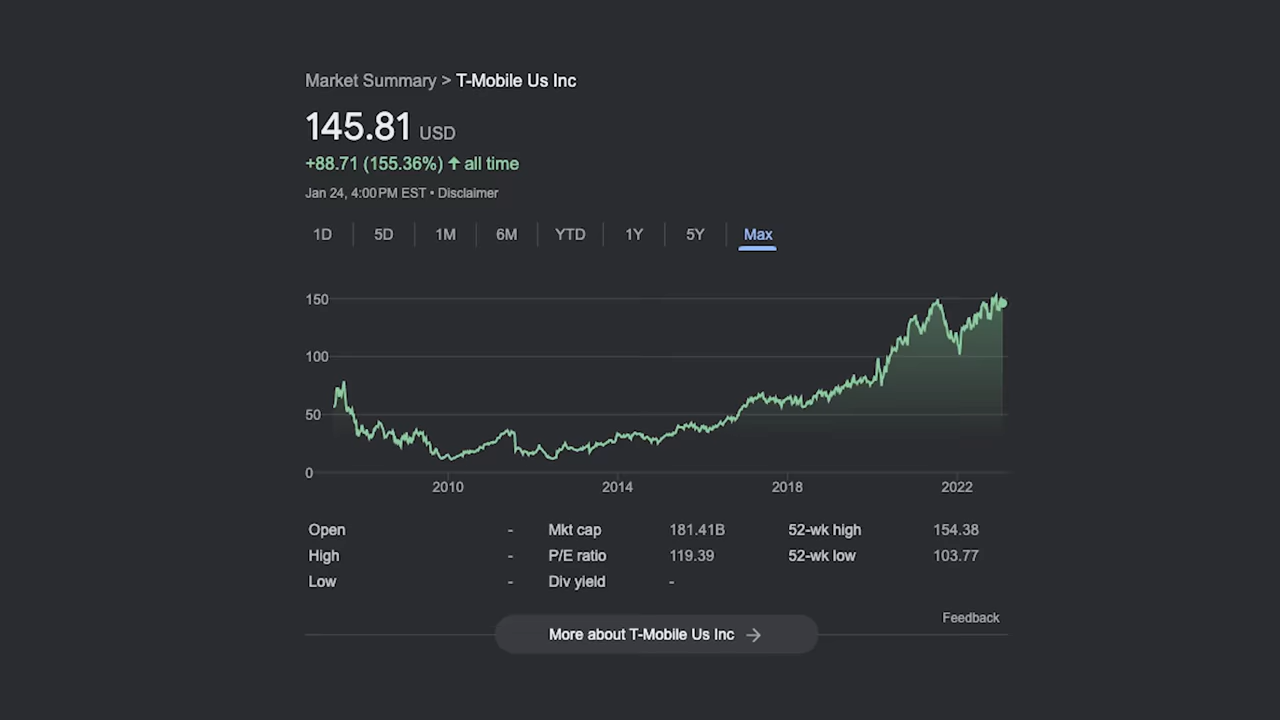 Market Summary > T-Mobile Us Inc
145.81 USD
+88.71 (155.36%) ↑ all time
Jan 24, 4:00 PM EST • Disclaimer
1D 5D 1M 6M YTD 1Y 5Y Max
150
100
50
0
2010 2014 2018 2022
Open - Mkt cap 181.41B 52-wk high 154.38
High - P/E ratio 119.39 52-wk low 103.77
Low - Div yield -
Feedback
More about T-Mobile Us Inc →